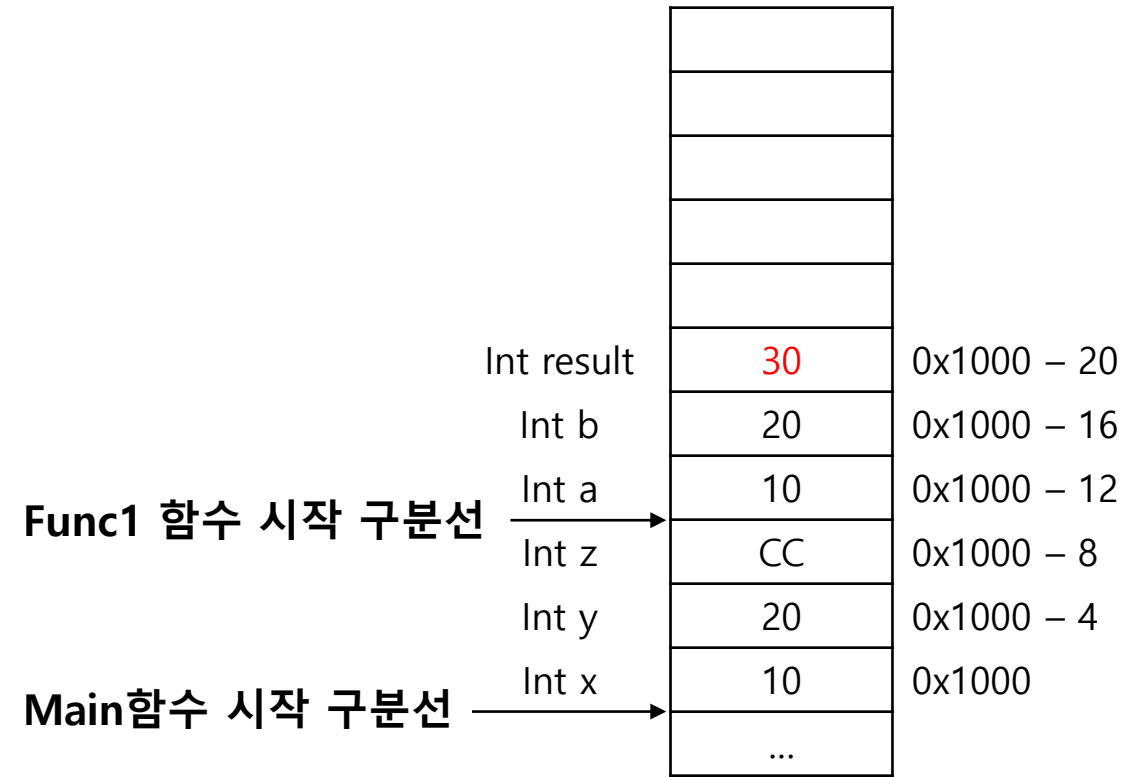 Int result 30 0x1000 – 20
Int b 20 0x1000 – 16
Int a 10 0x1000 – 12
Func1 함수 시작 구분선
Int z CC 0x1000 – 8
Int y 20 0x1000 – 4
Int x 10 0x1000
Main함수 시작 구분선
...